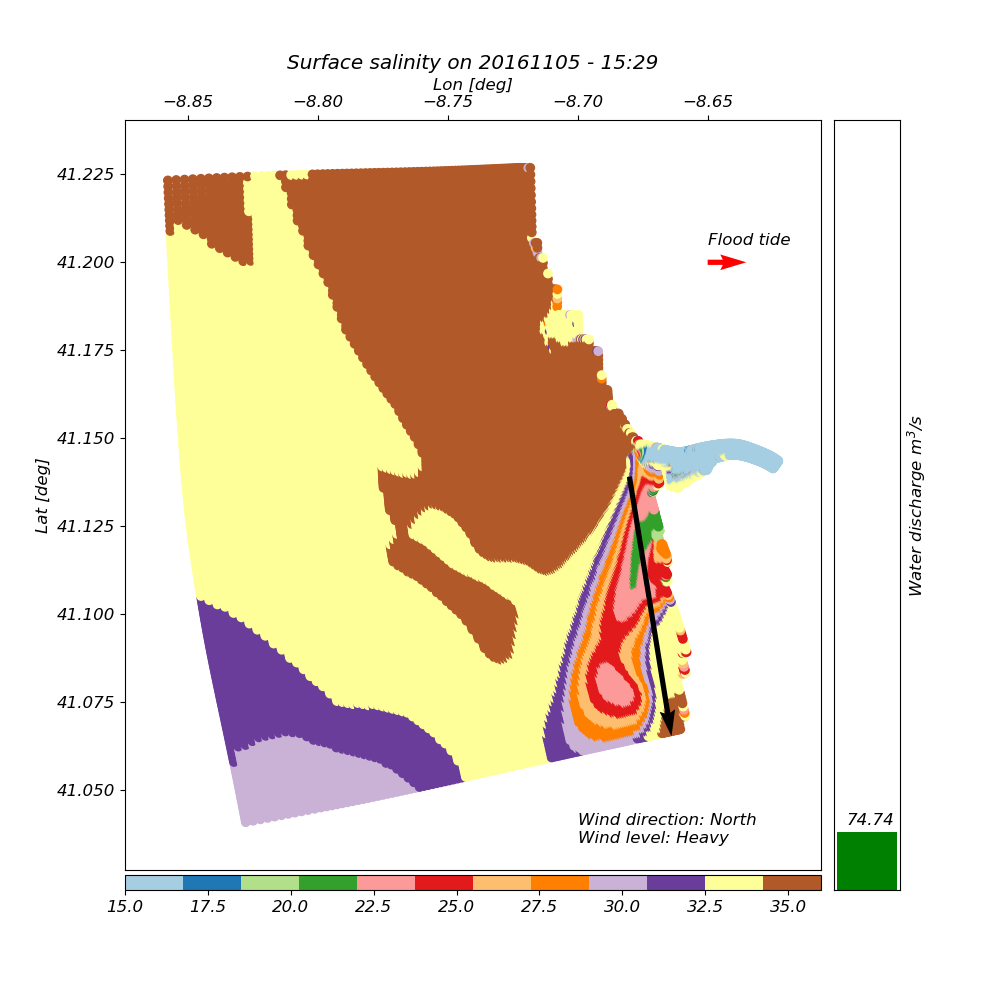 Surface salinity on 20161105 - 15:29
Lon [deg]
−8.85 −8.80 −8.75 −8.70 −8.65
41.225
41.200
41.175
41.150
41.125
41.100
41.075
41.050
Lat [deg]
Flood tide
Wind direction: North
Wind level: Heavy
Water discharge m³/s
74.74
15.0 17.5 20.0 22.5 25.0 27.5 30.0 32.5 35.0